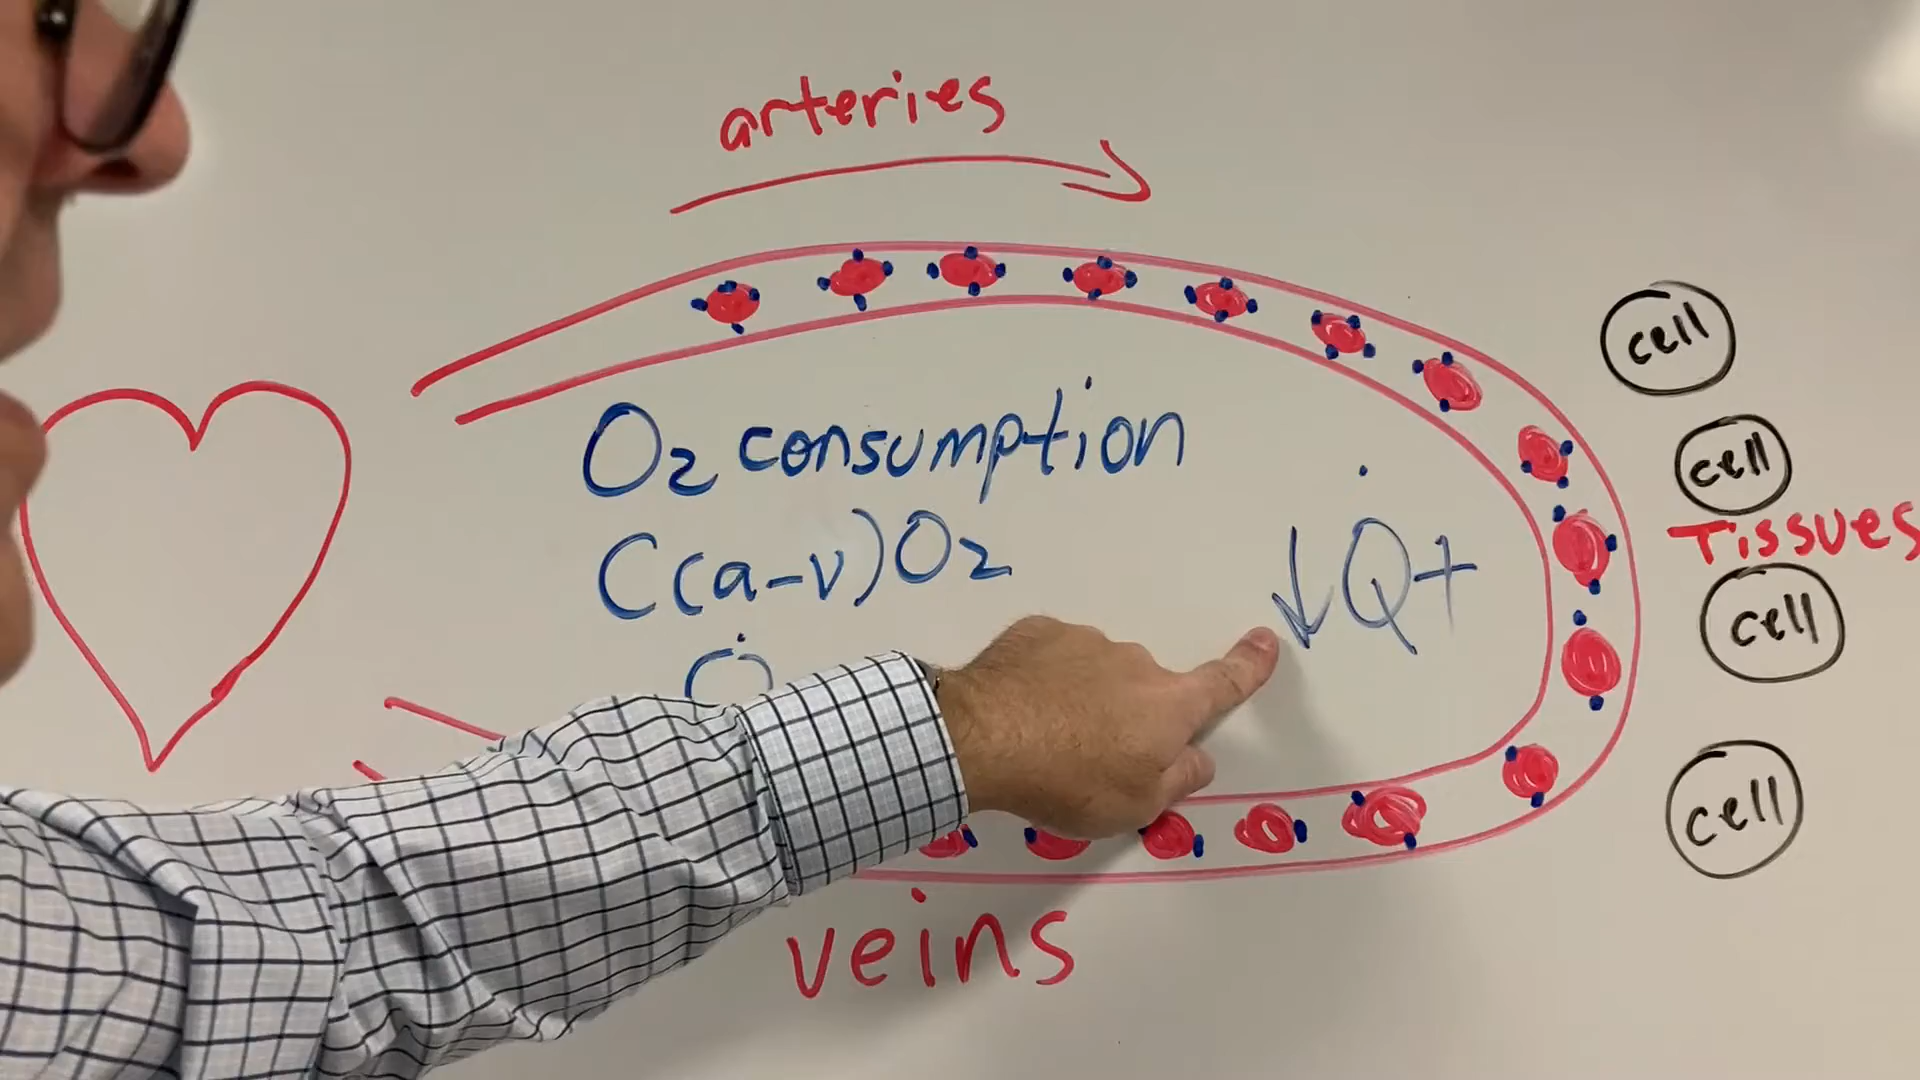 arteries
cell
O₂ consumption
cell
C(a-v)O₂
↓Q̇+
Tissues
cell
cell
veins